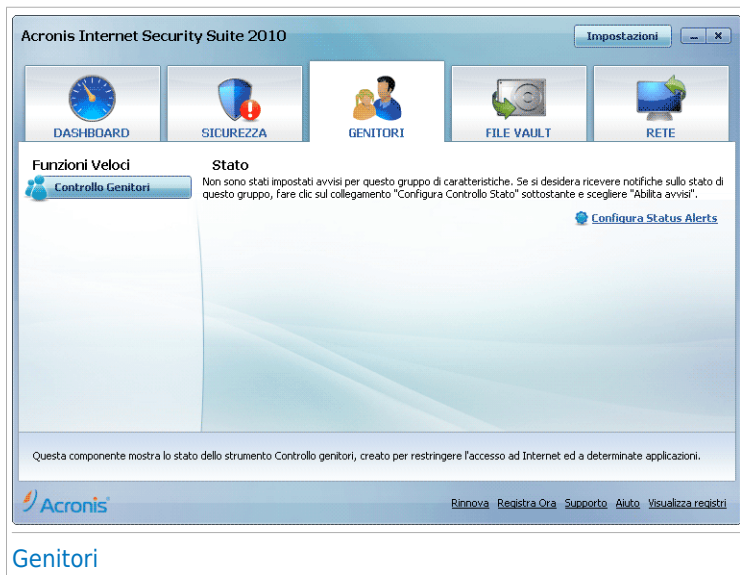 Acronis Internet Security Suite 2010
Impostazioni
DASHBOARD
SICUREZZA
GENITORI
FILE VAULT
RETE
Funzioni Veloci
Controllo Genitori
Stato
Non sono stati impostati avvisi per questo gruppo di caratteristiche. Se si desidera ricevere notifiche sullo stato di
questo gruppo, fare clic sul collegamento "Configura Controllo Stato" sottostante e scegliere "Abilita avvisi".
Configura Status Alerts
Questa componente mostra lo stato dello strumento Controllo genitori, creato per restringere l'accesso ad Internet ed a determinate applicazioni.
Acronis
Rinnova Registra Ora Supporto Aiuto Visualizza registri
Genitori